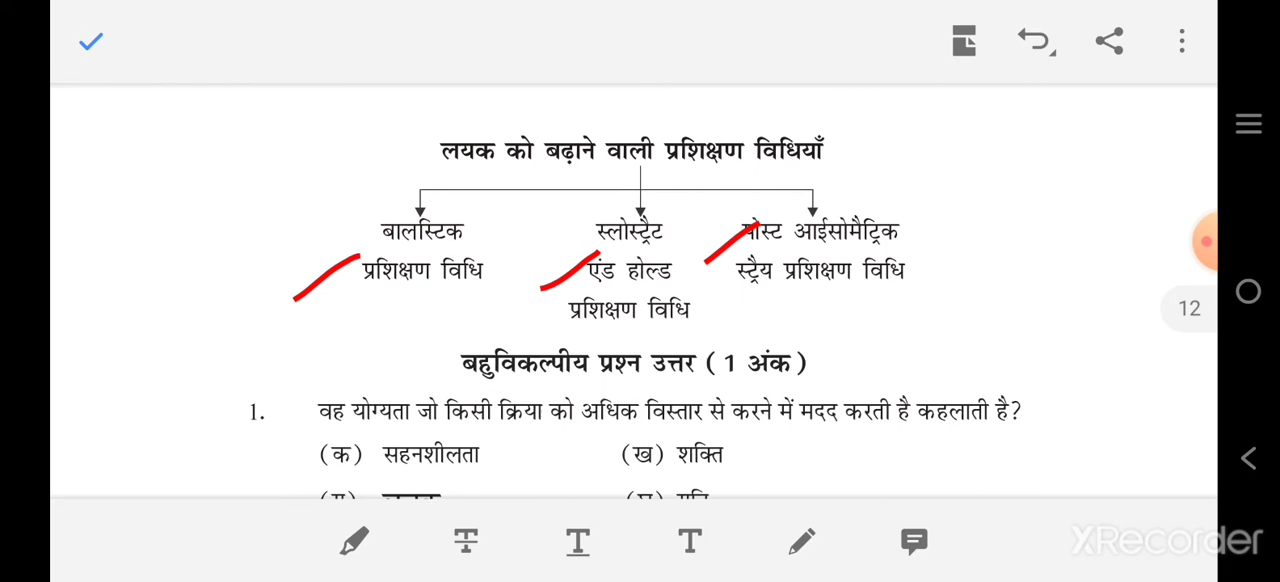 लयक को बढ़ाने वाली प्रशिक्षण विधियाँ
बालस्टिक
प्रशिक्षण विधि
स्लोस्ट्रैट
एंड होल्ड
प्रशिक्षण विधि
पोस्ट आईसोमैट्रिक
स्ट्रैय प्रशिक्षण विधि
12
बहुविकल्पीय प्रश्न उत्तर ( 1 अंक )
1. वह योग्यता जो किसी क्रिया को अधिक विस्तार से करने में मदद करती है कहलाती है?
(क) सहनशीलता (ख) शक्ति
T T T
XRecorder